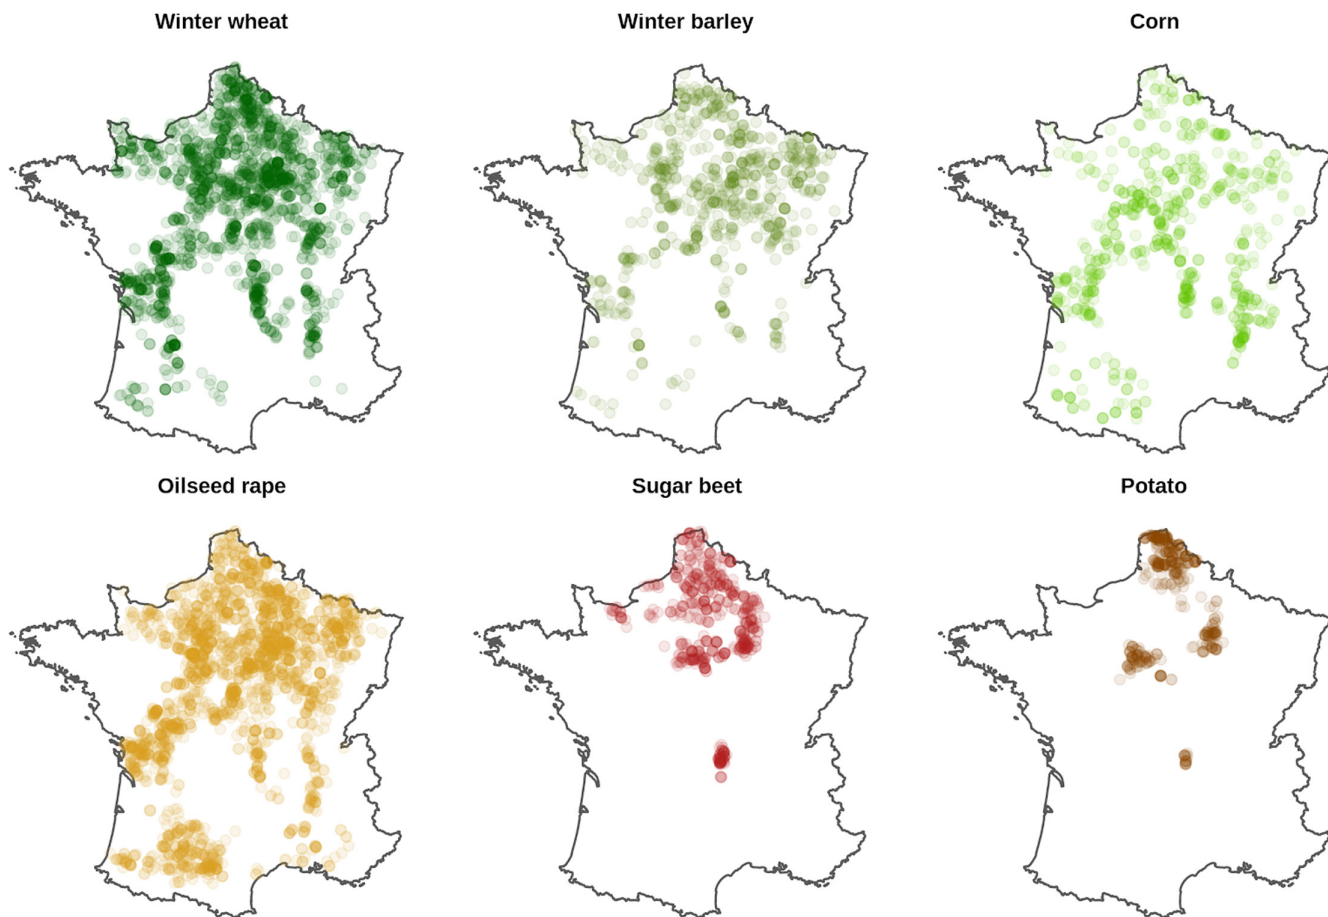 Winter wheat
Winter barley
Corn
Oilseed rape
Sugar beet
Potato